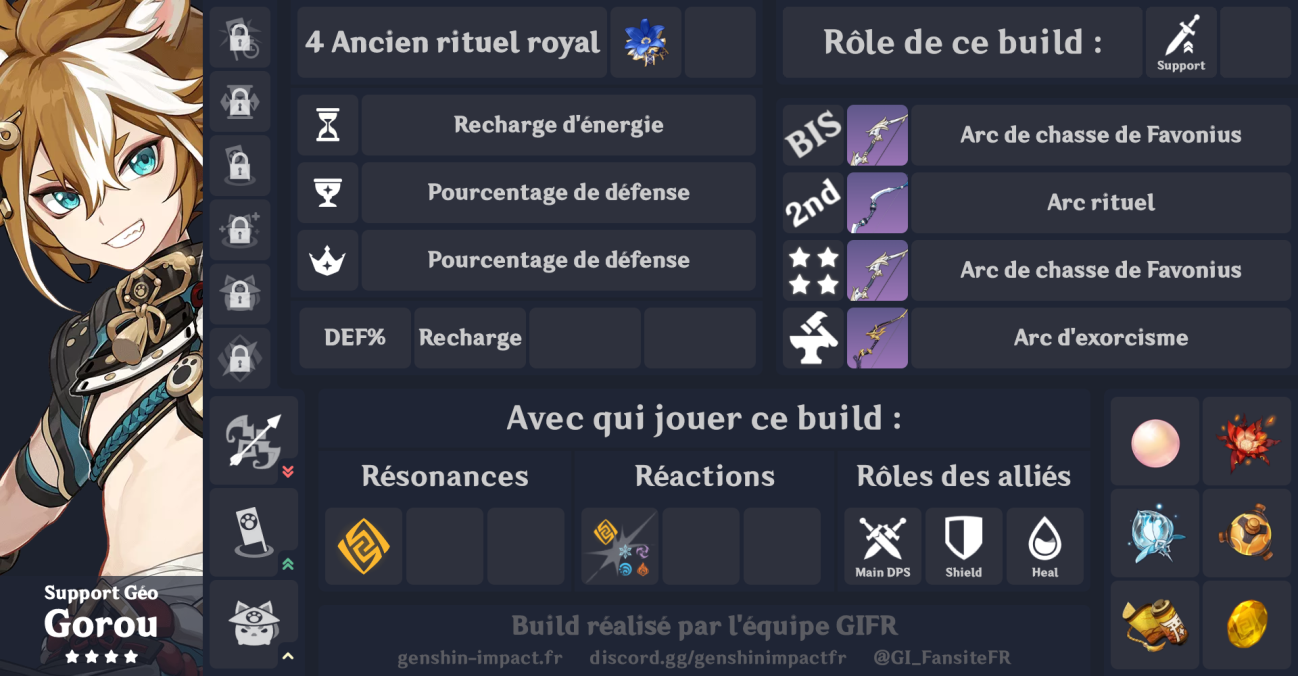 4 Ancien rituel royal
Recharge d'énergie
Pourcentage de défense
Pourcentage de défense
DEF% Recharge
Rôle de ce build :
Support
BIS Arc de chasse de Favonius
2nd Arc rituel
Arc de chasse de Favonius
Arc d'exorcisme
Avec qui jouer ce build :
Résonances Réactions Rôles des alliés
Main DPS Shield Heal
Support Géo
Gorou
Build réalisé par l'équipe GIFR
genshin-impact.fr discord.gg/genshinimpactfr @GI_FansiteFR